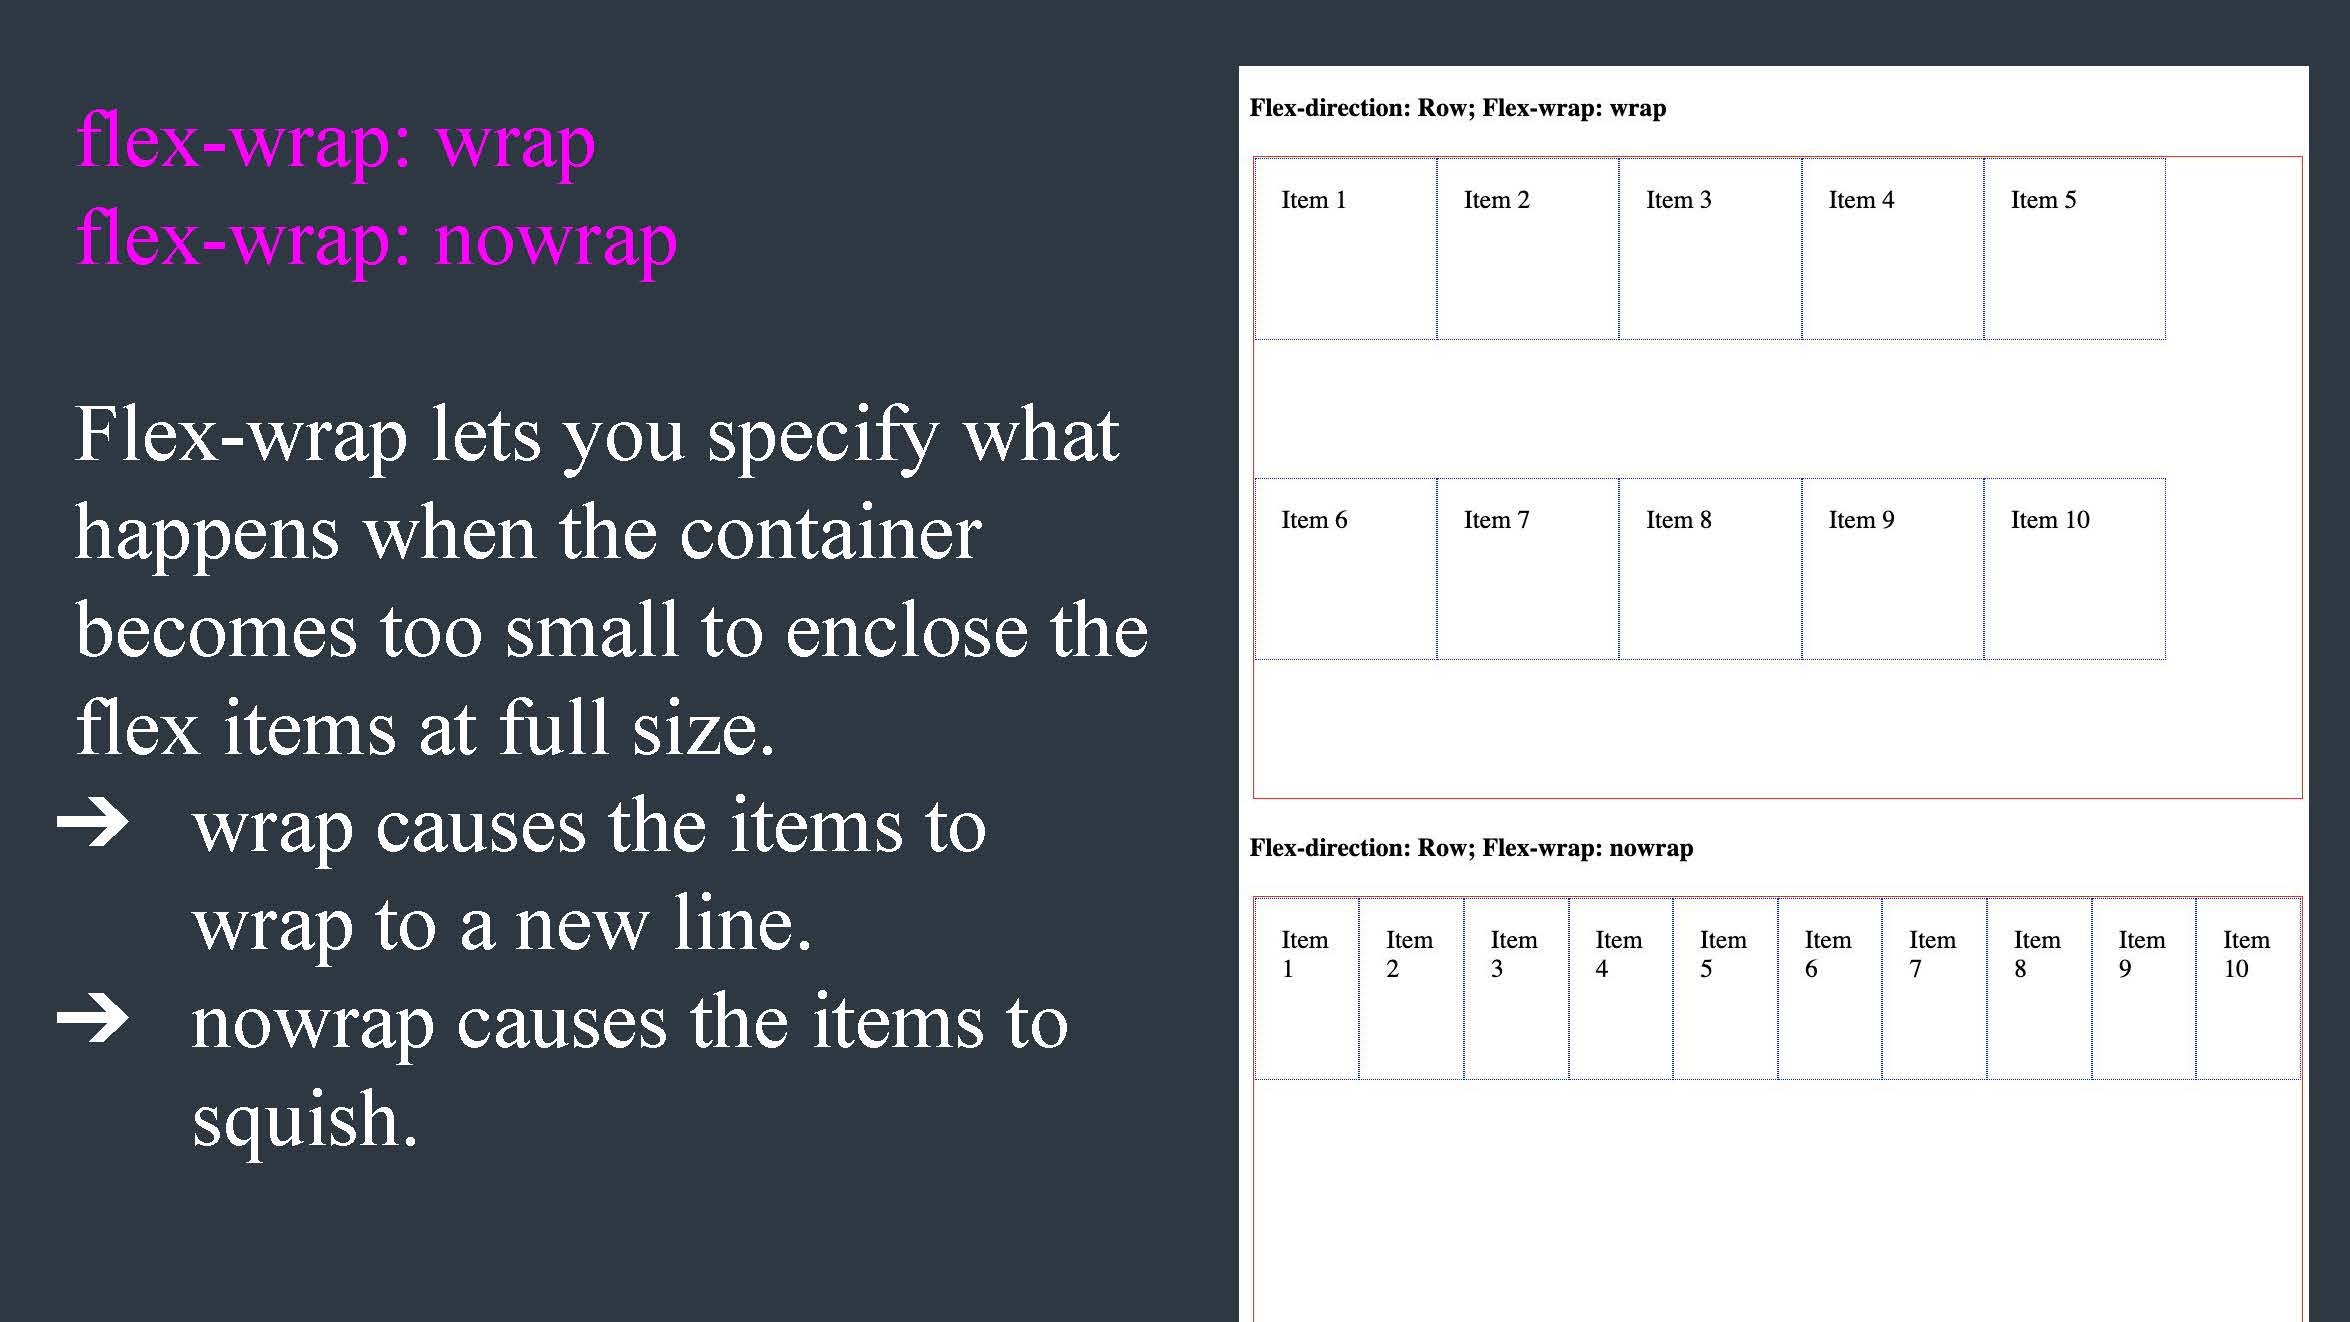 flex-wrap: wrap
flex-wrap: nowrap
Flex-wrap lets you specify what
happens when the container
becomes too small to enclose the
flex items at full size.
➔ wrap causes the items to
wrap to a new line.
➔ nowrap causes the items to
squish.
Flex-direction: Row; Flex-wrap: wrap
Item 1 Item 2 Item 3 Item 4 Item 5
Item 6 Item 7 Item 8 Item 9 Item 10
Flex-direction: Row; Flex-wrap: nowrap
Item Item Item Item Item Item Item Item Item Item
1 2 3 4 5 6 7 8 9 10